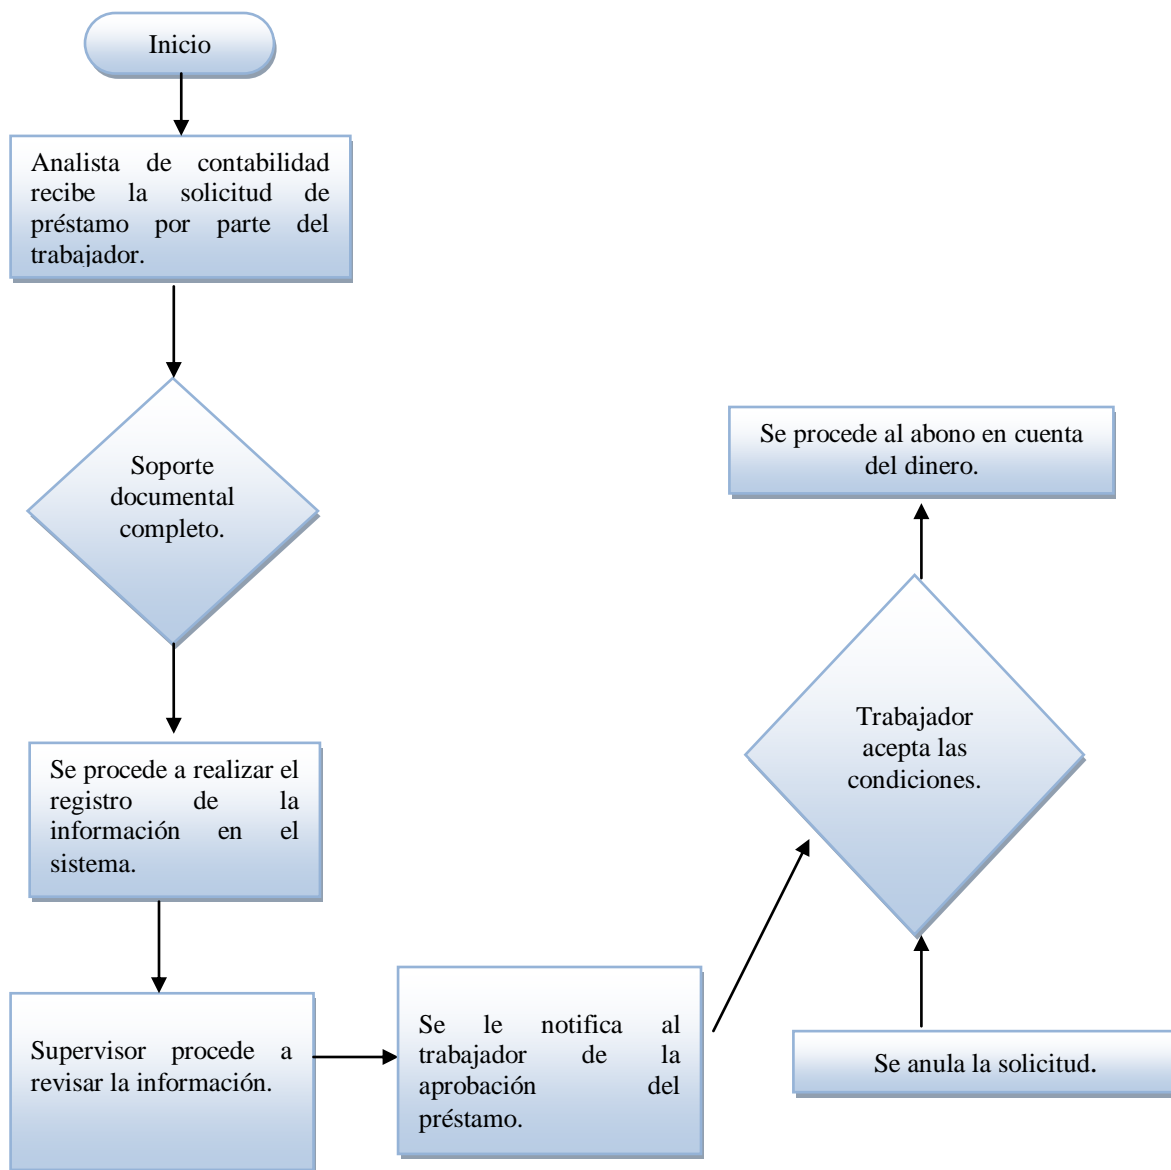 Inicio
Analista de contabilidad
recibe la solicitud de
préstamo por parte del
trabajador.
Soporte
documental
completo.
Se procede a realizar el
registro de la
información en el
sistema.
Supervisor procede a
revisar la información.
Se le notifica al
trabajador de la
aprobación del
préstamo.
Trabajador
acepta las
condiciones.
Se procede al abono en cuenta
del dinero.
Se anula la solicitud.